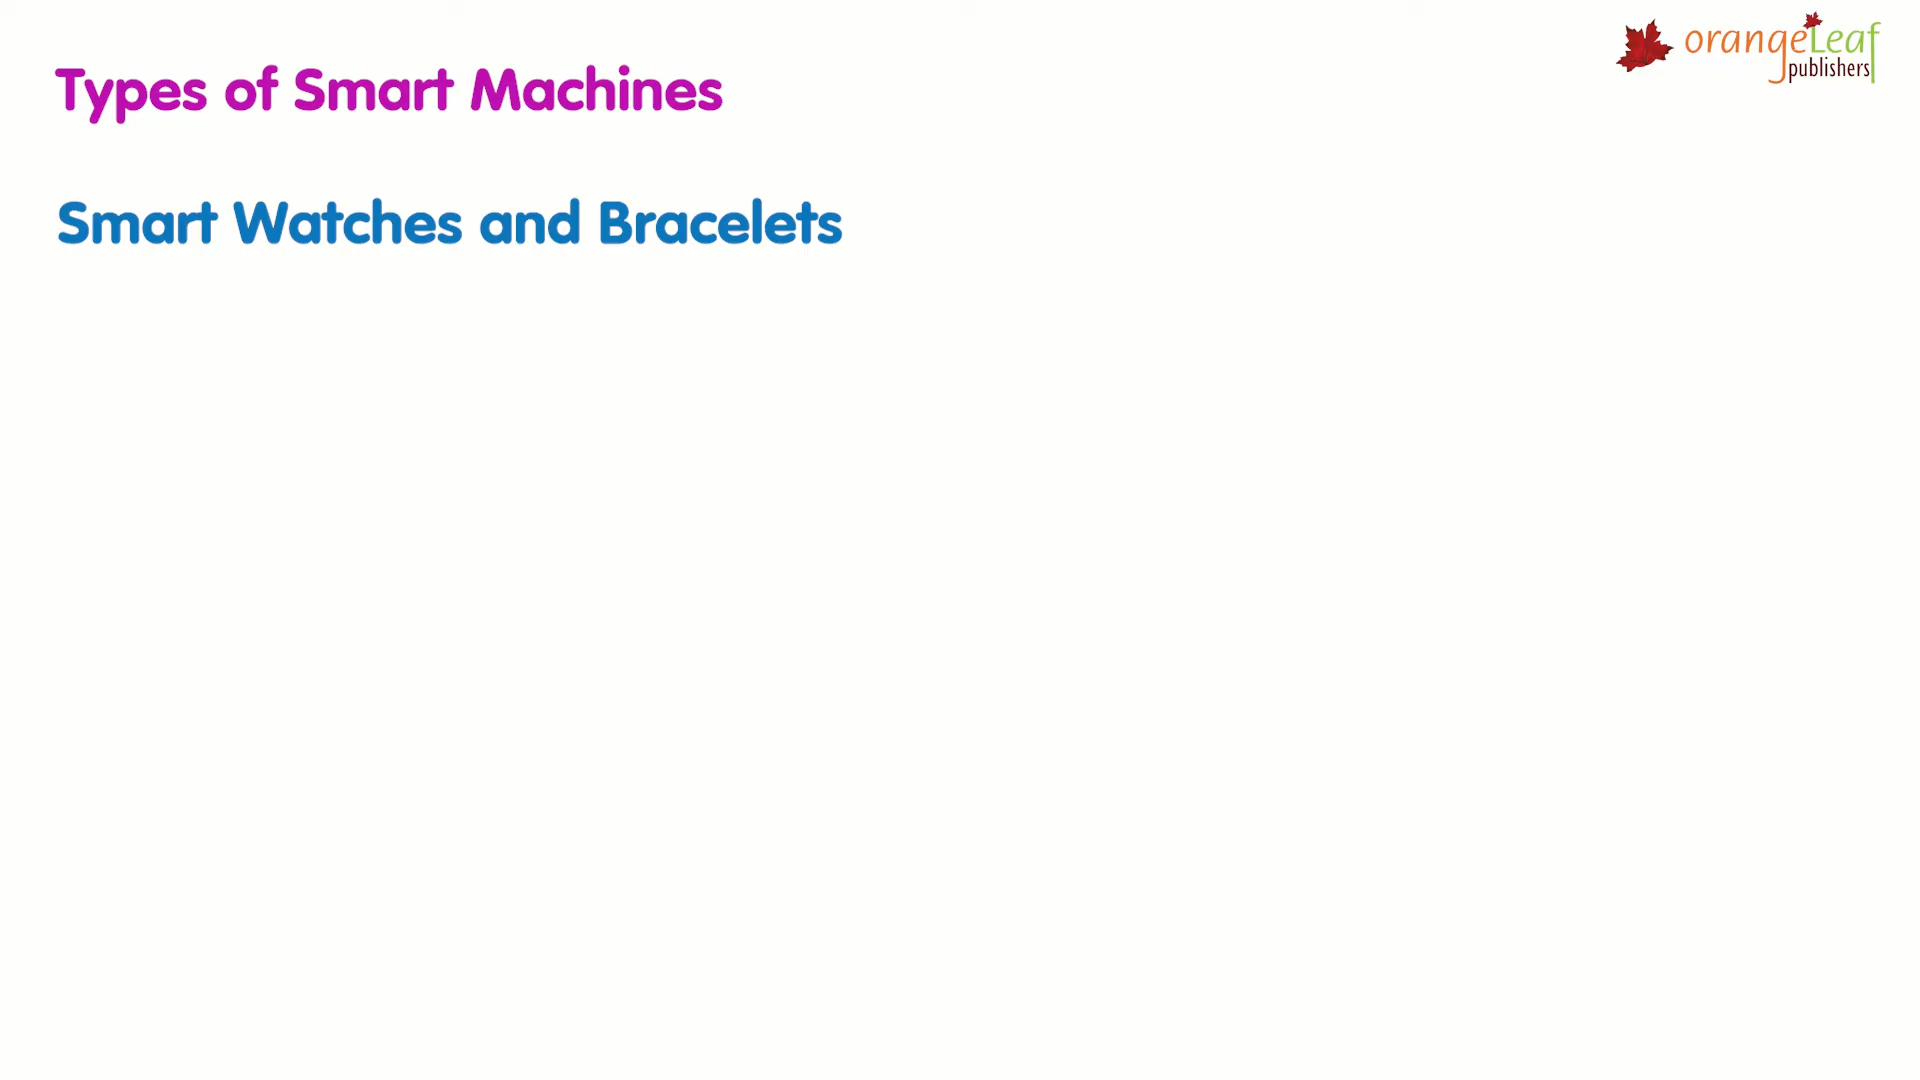 orangeLeaf
publishers
Types of Smart Machines
Smart Watches and Bracelets